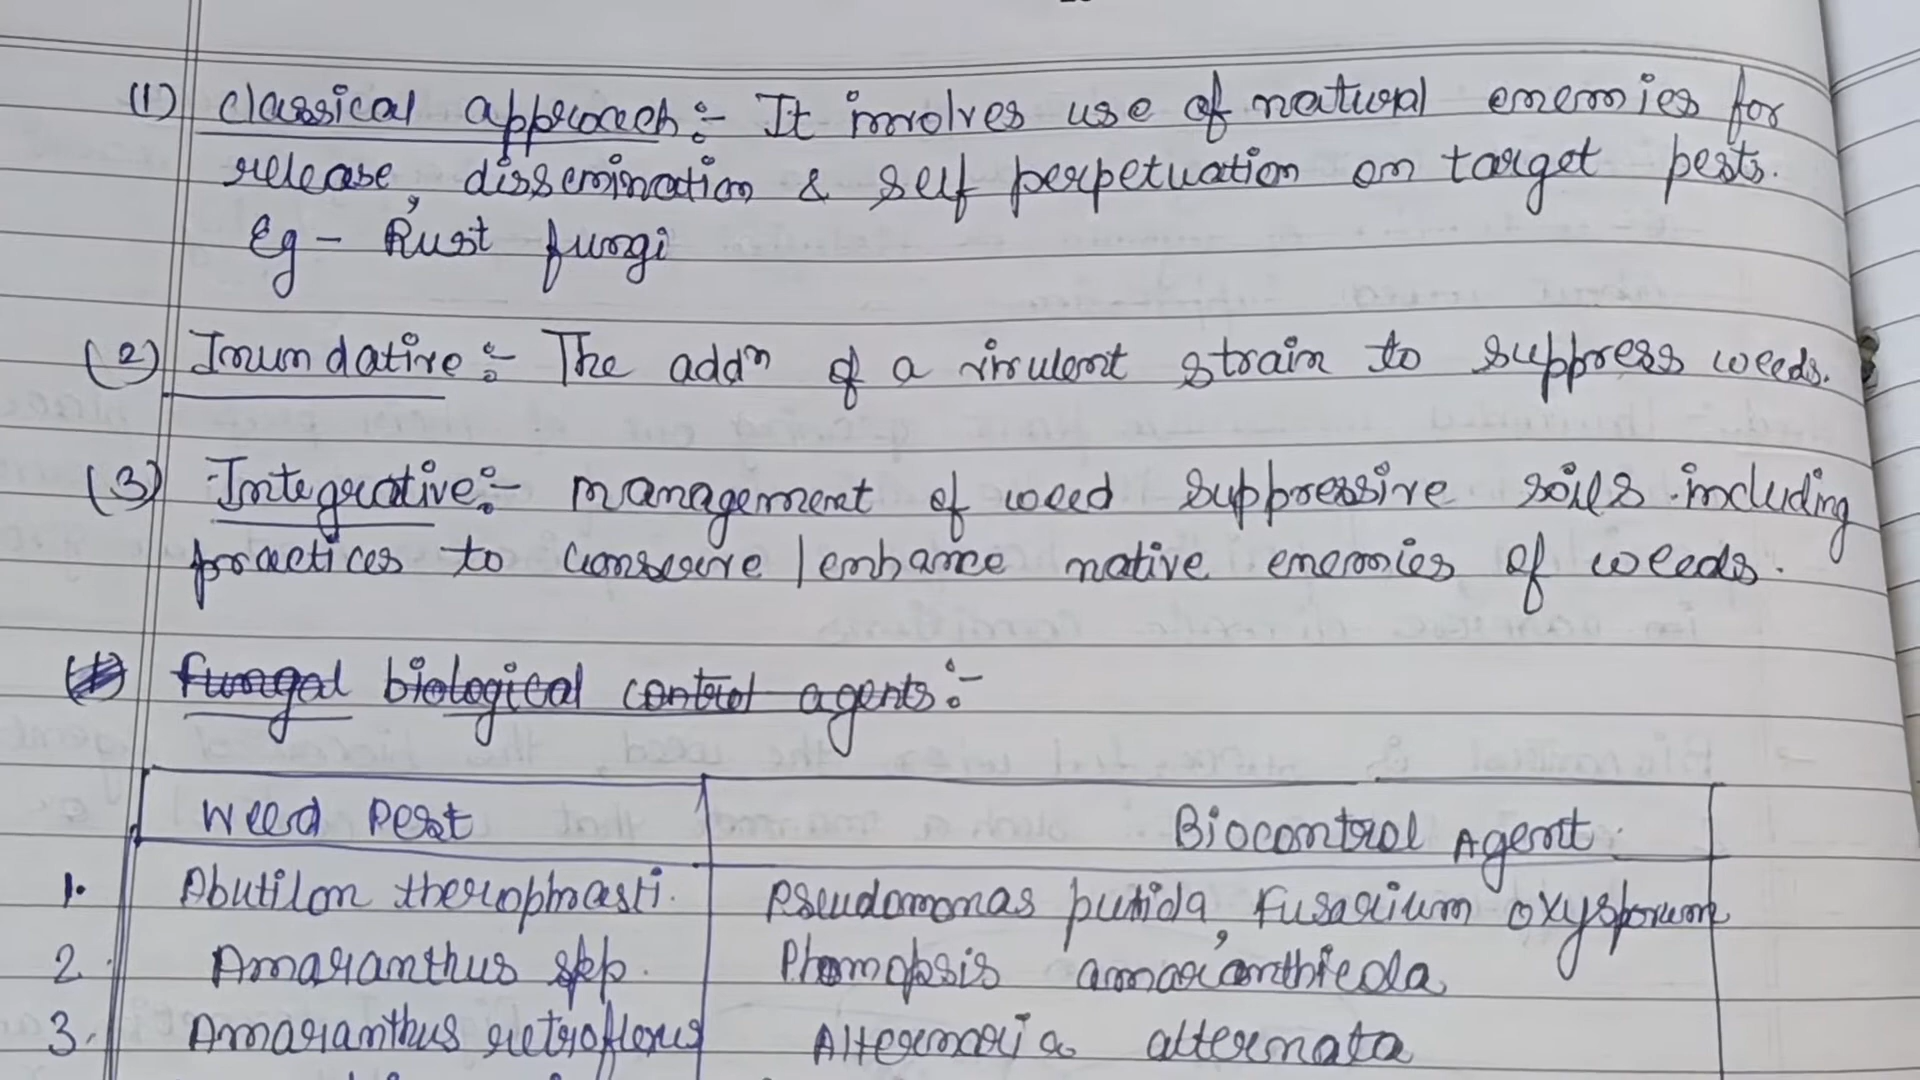 (1) Classical approach:- It involves use of natural enemies for
release, dissemination & self perpetuation on target pests.
Eg - Rust fungi
(2) Inundative:- The addn of a virulent strain to suppress weeds.
(3) Integrative:- management of weed suppressive soils including
practices to conserve / enhance native enemies of weeds.
fungal biological control agents:-
Weed Pest Biocontrol Agent
1. Abutilon theriophrasti. Pseudomonas putida, Fusarium oxysporum
2. Amaranthus spp. Phomopsis amaranthicola
3. Amaranthus retroflexus Alternaria alternata